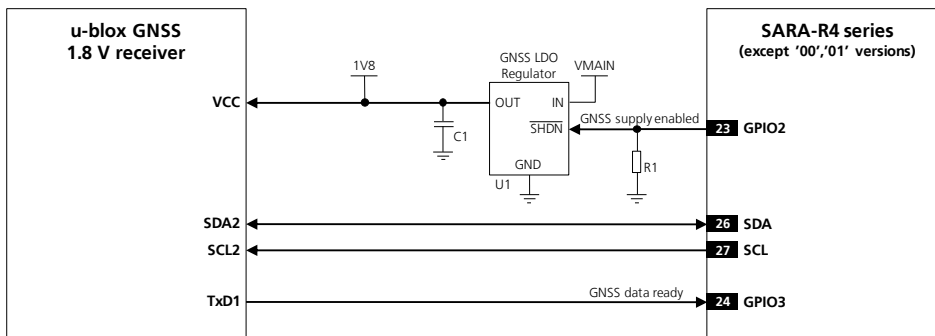 u-blox GNSS
1.8 V receiver
SARA-R4 series
(except '00','01' versions)
GNSS LDO
Regulator
1V8
VMAIN
VCC
OUT
IN
C1
SHDN
GNSS supply enabled
23 GPIO2
GND
U1
R1
SDA2
26 SDA
SCL2
27 SCL
TxD1
GNSS data ready
24 GPIO3